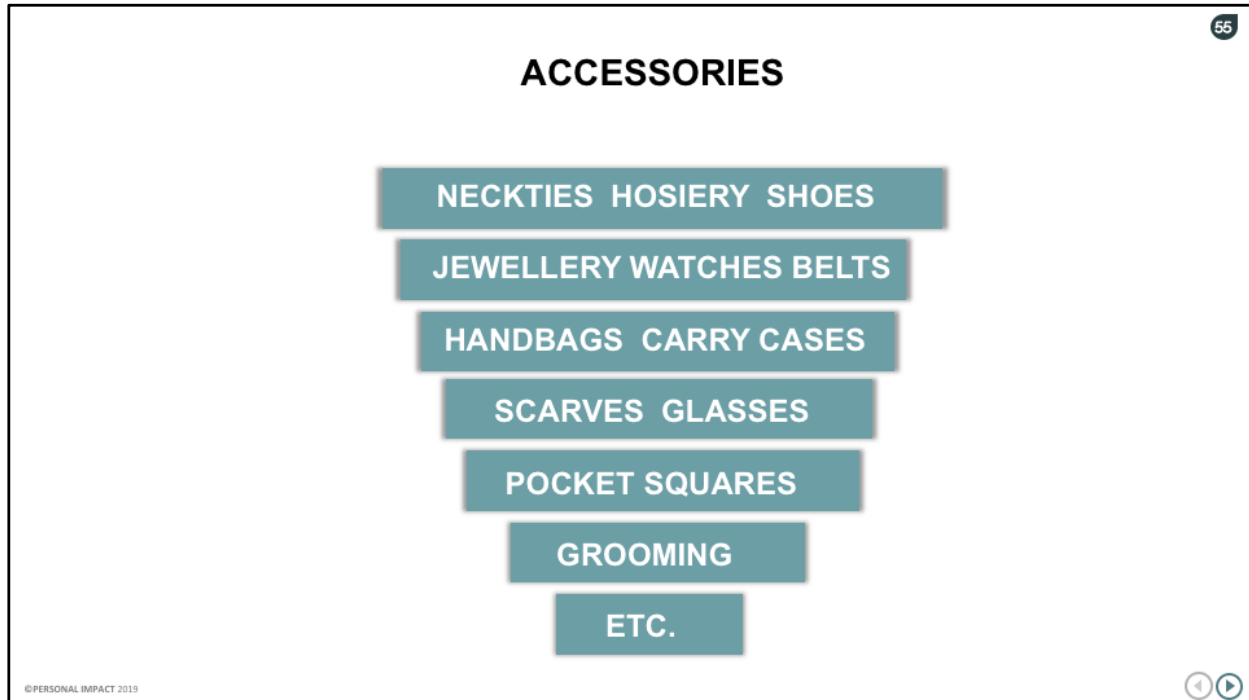 55
ACCESSORIES
NECKTIES HOSIERY SHOES
JEWELLERY WATCHES BELTS
HANDBAGS CARRY CASES
SCARVES GLASSES
POCKET SQUARES
GROOMING
ETC.
©PERSONAL IMPACT 2019